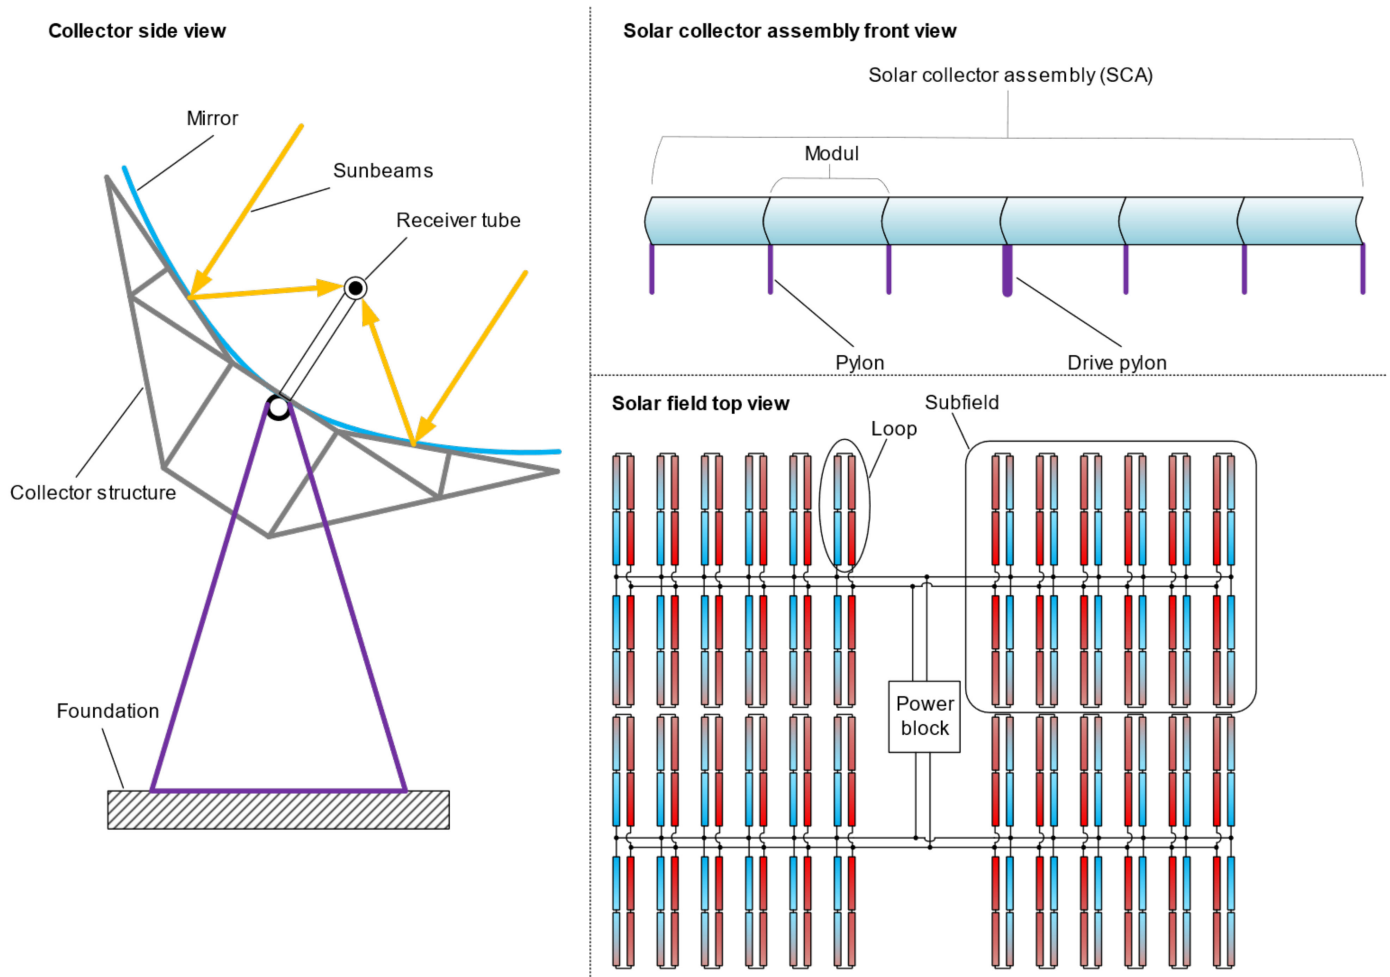 Collector side view
Mirror
Sunbeams
Receiver tube
Collector structure
Foundation
Solar collector assembly front view
Solar collector assembly (SCA)
Modul
Pylon
Drive pylon
Solar field top view
Subfield
Loop
Power
block